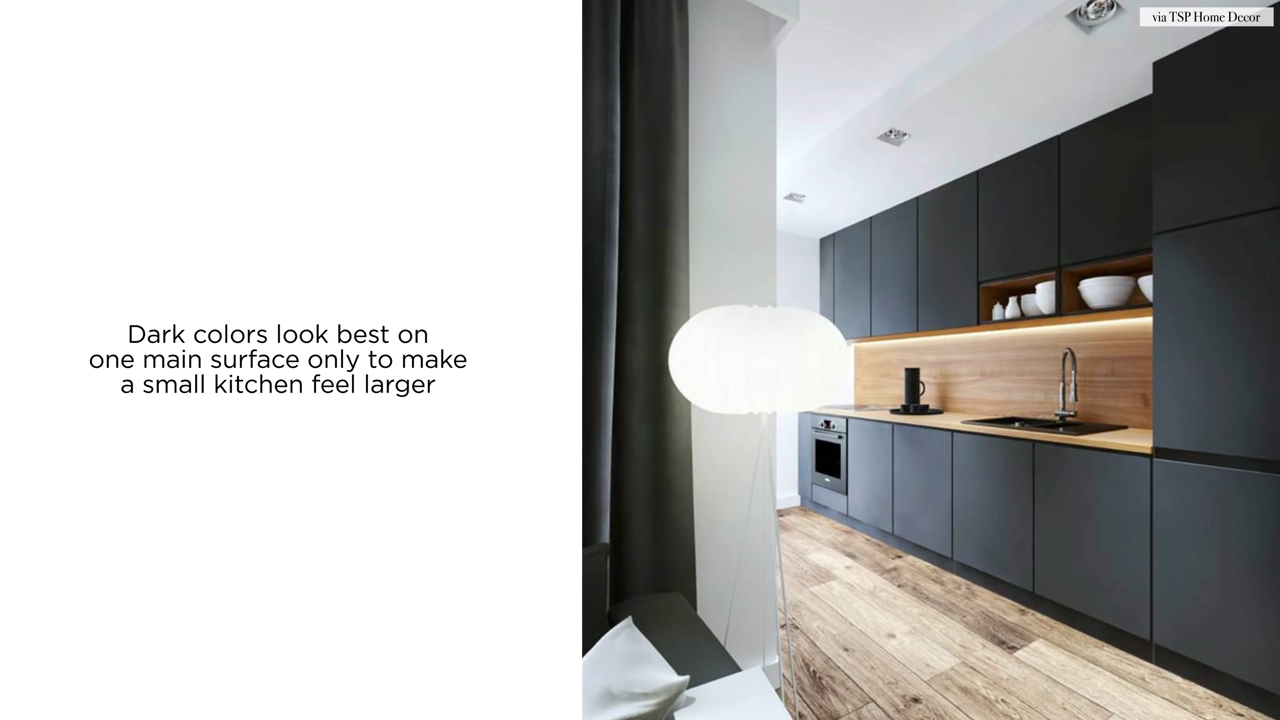 via TSP Home Decor
Dark colors look best on
one main surface only to make
a small kitchen feel larger